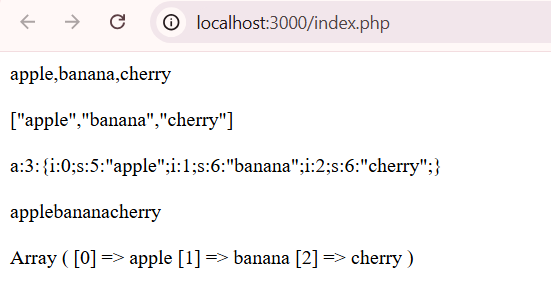 localhost:3000/index.php
apple,banana,cherry
["apple","banana","cherry"]
a:3:{i:0;s:5:"apple";i:1;s:6:"banana";i:2;s:6:"cherry";}
applebananacherry
Array ( [0] => apple [1] => banana [2] => cherry )